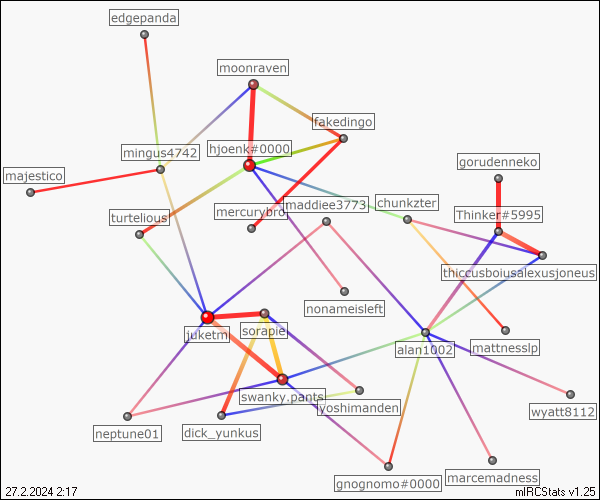 edgepanda
moonraven
fakedingo
hjoenk#0000
mingus4742
gorudenneko
majestico
mercurybro
maddiee3773
chunkzter
Thinker#5995
turtelious
thiccusboiusalexusjoneus
nonameisleft
juketm
sorapie
alan1002
mattnesslp
swanky.pants
yoshimanden
wyatt8112
neptune01
dick_yunkus
marcemadness
gnognomo#0000
27.2.2024 2:17
mIRCStats v1.25